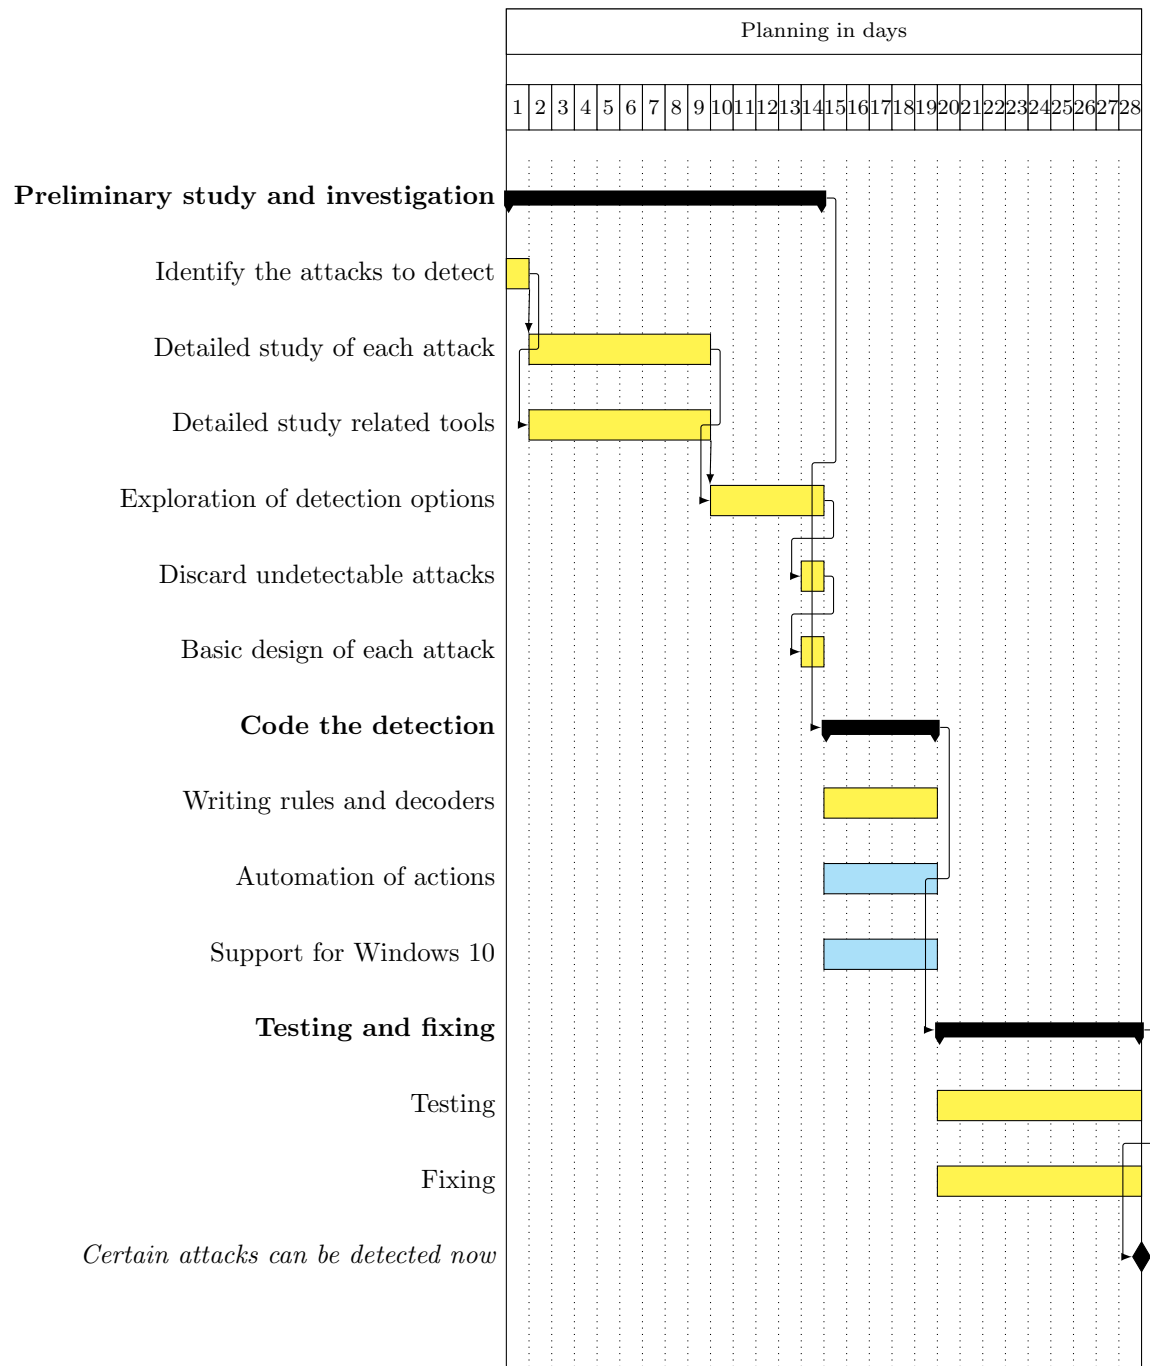 Planning in days
1 2 3 4 5 6 7 8 9 10 11 12 13 14 15 16 17 18 19 20 21 22 23 24 25 26 27 28
Preliminary study and investigation
Identify the attacks to detect
Detailed study of each attack
Detailed study related tools
Exploration of detection options
Discard undetectable attacks
Basic design of each attack
Code the detection
Writing rules and decoders
Automation of actions
Support for Windows 10
Testing and fixing
Testing
Fixing
Certain attacks can be detected now